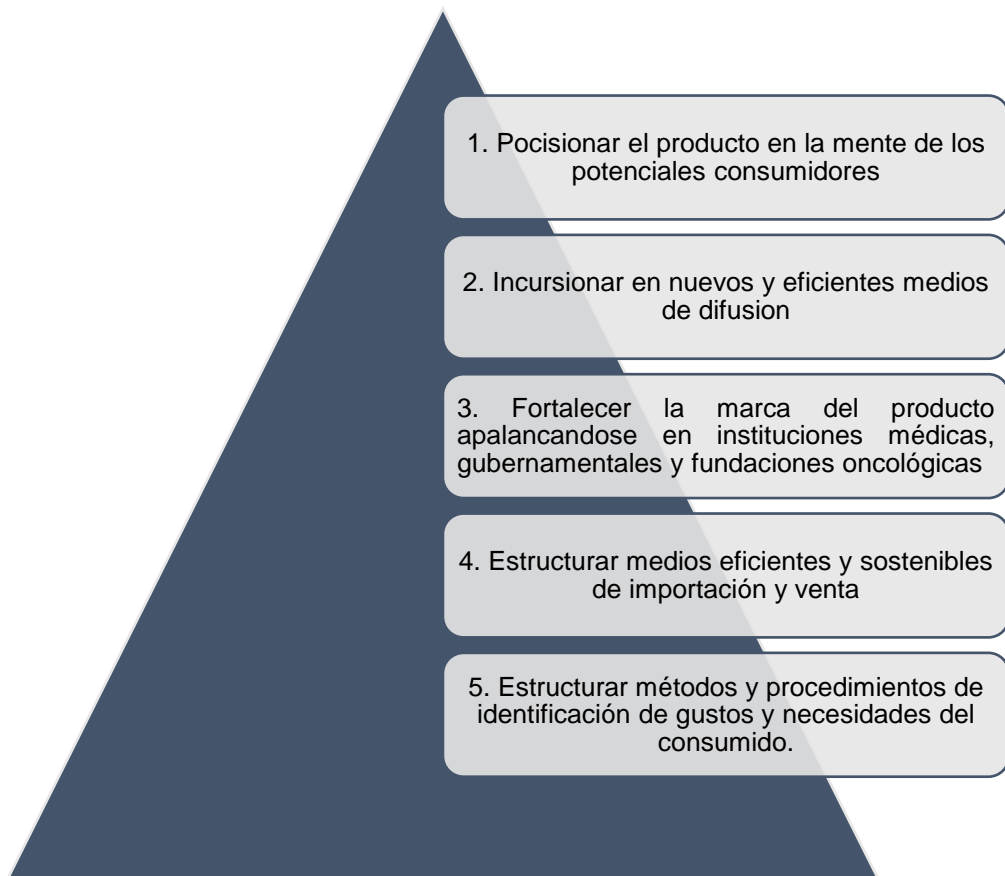 1. Pocisionar el producto en la mente de los
potenciales consumidores
2. Incursionar en nuevos y eficientes medios
de difusion
3. Fortalecer la marca del producto
apalancandose en instituciones médicas,
gubernamentales y fundaciones oncológicas
4. Estructurar medios eficientes y sostenibles
de importación y venta
5. Estructurar métodos y procedimientos de
identificación de gustos y necesidades del
consumido.